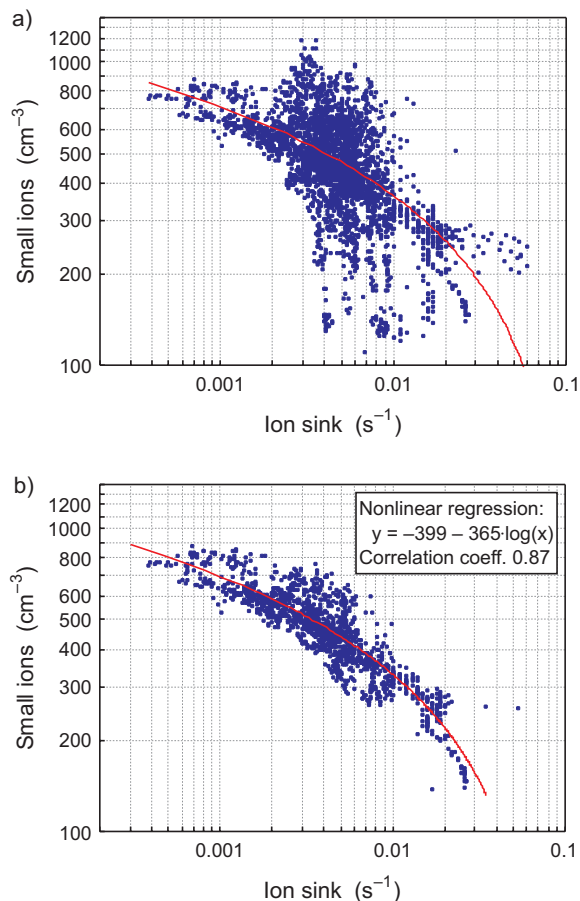 a)
1200
1000
800
600
500
400
300
200
100
Small ions (cm⁻³)
0.001
0.01
0.1
Ion sink (s⁻¹)
b)
1200
1000
800
600
500
400
300
200
100
Small ions (cm⁻³)
Nonlinear regression:
y = −399 − 365·log(x)
Correlation coeff. 0.87
0.001
0.01
0.1
Ion sink (s⁻¹)